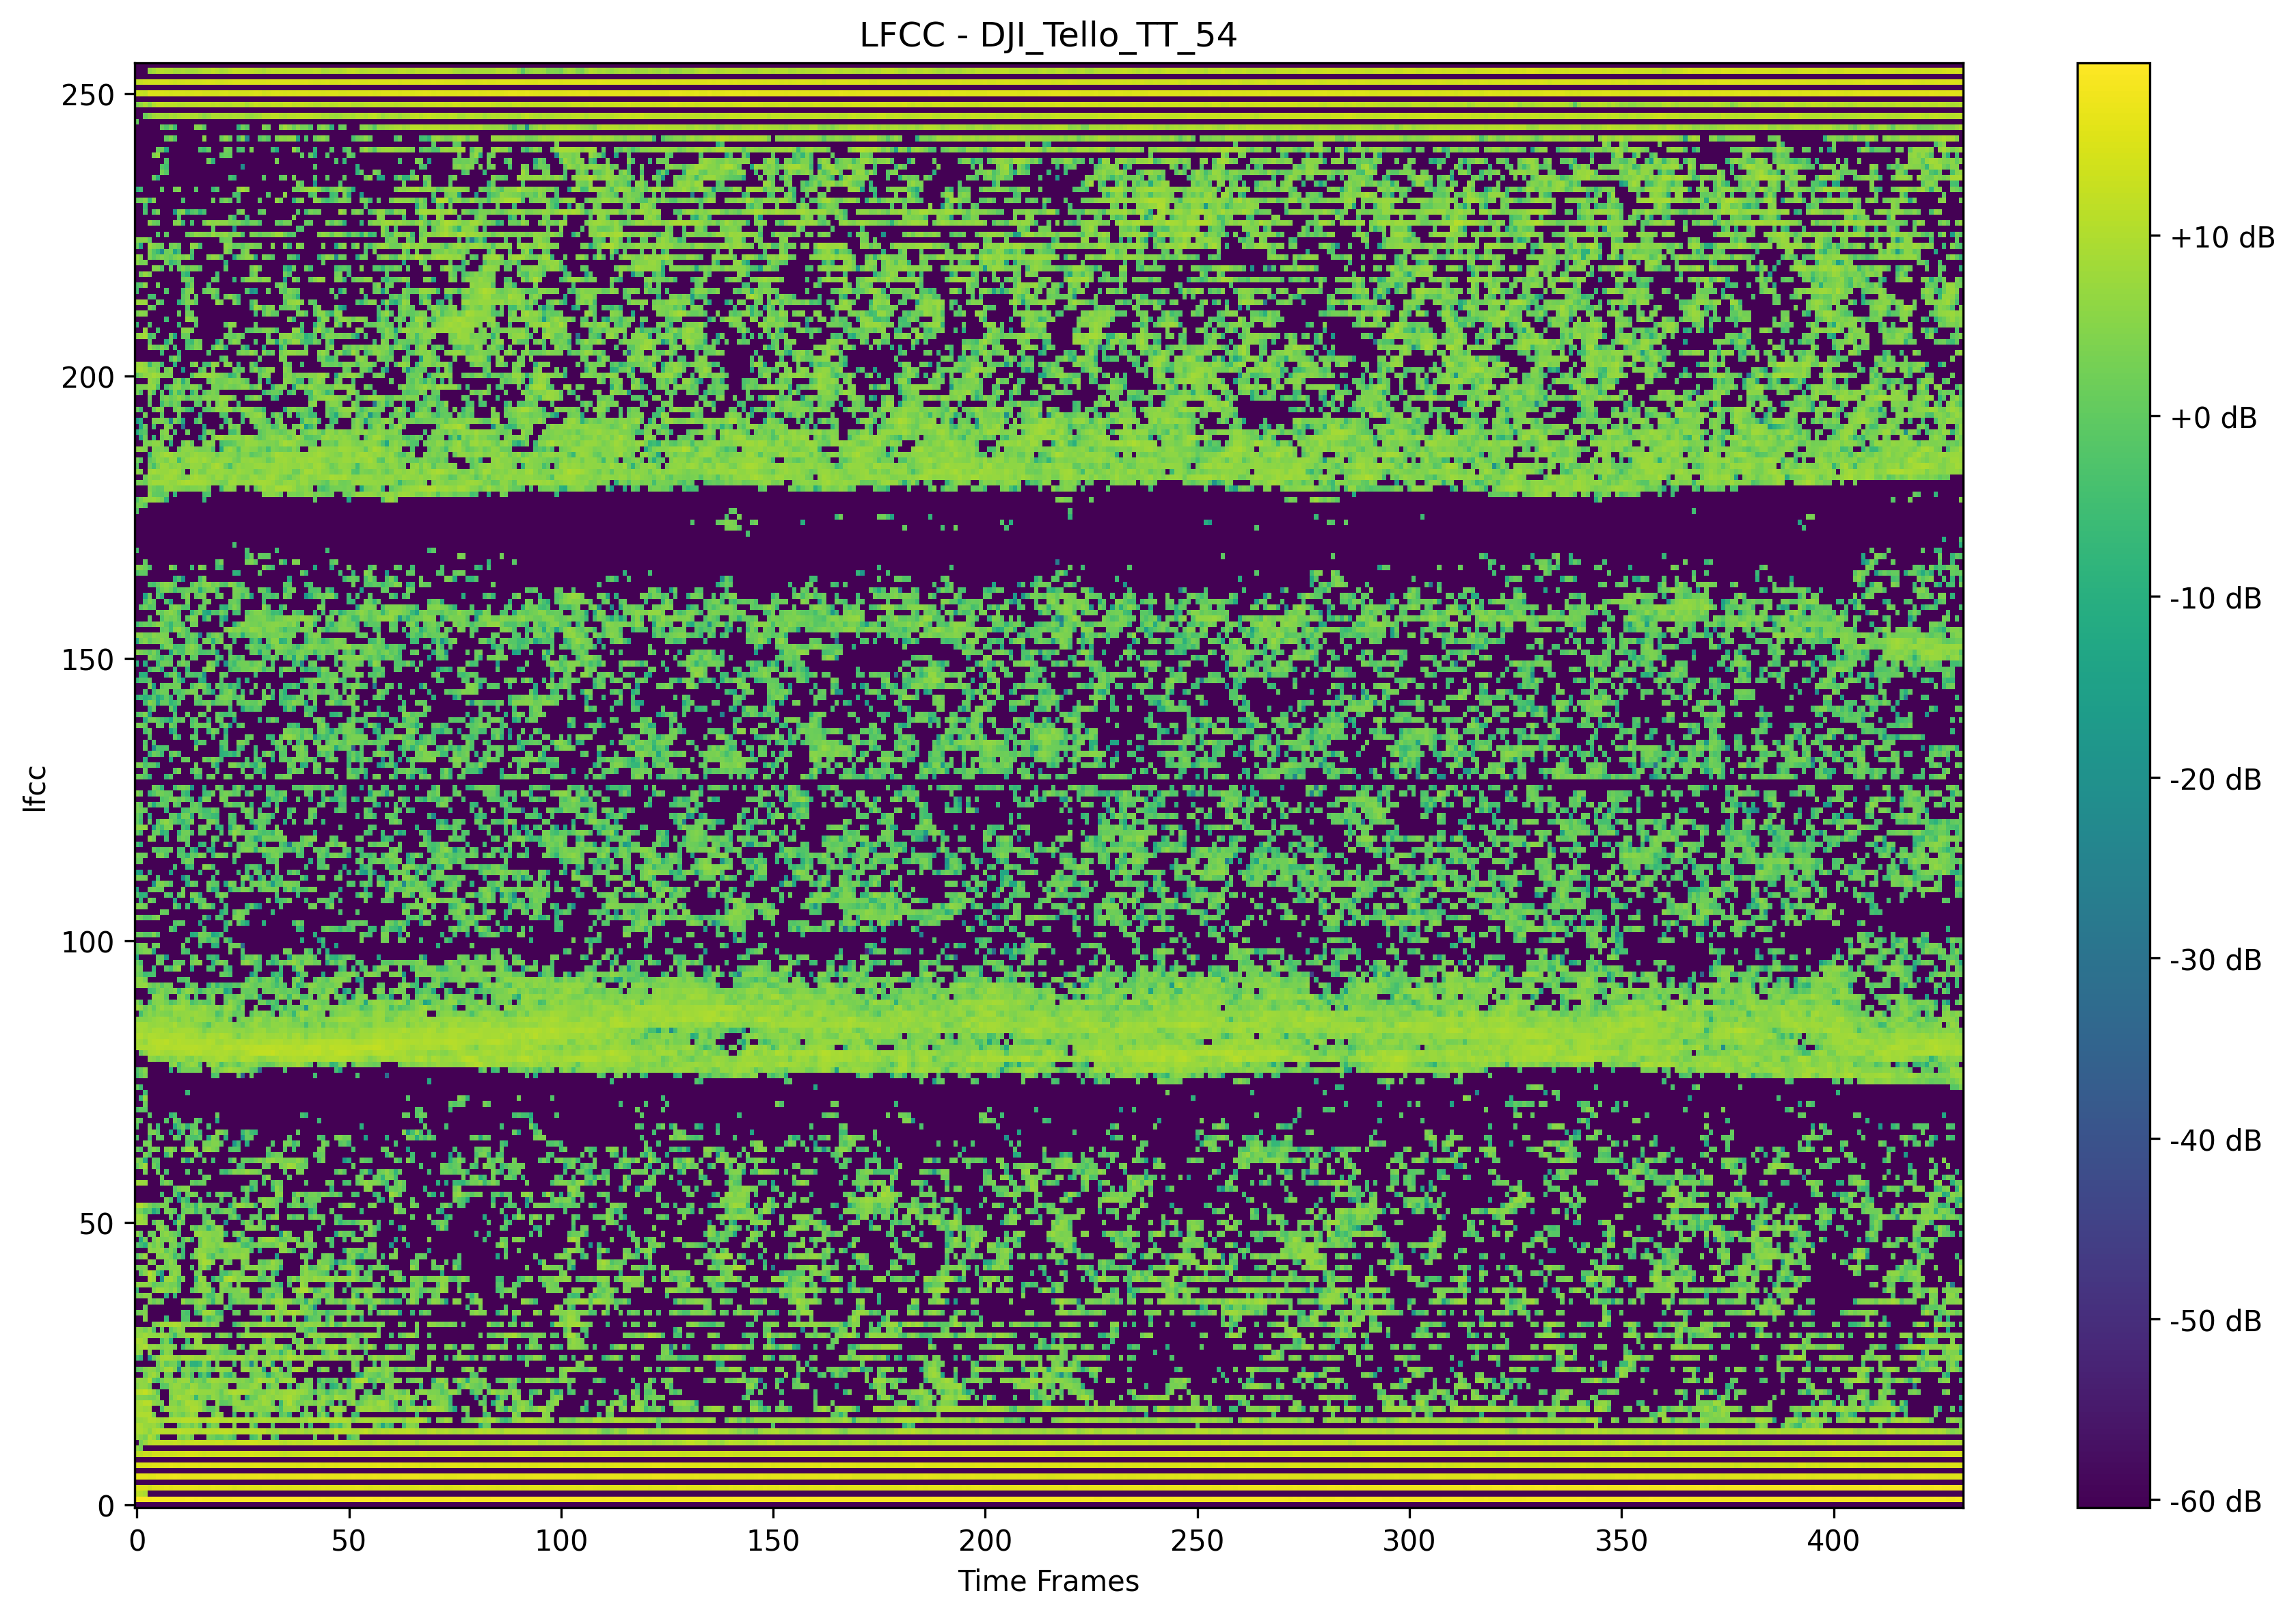 LFCC - DJI_Tello_TT_54
250
200
150
100
50
0
lfcc
0 50 100 150 200 250 300 350 400
Time Frames
+10 dB
+0 dB
-10 dB
-20 dB
-30 dB
-40 dB
-50 dB
-60 dB